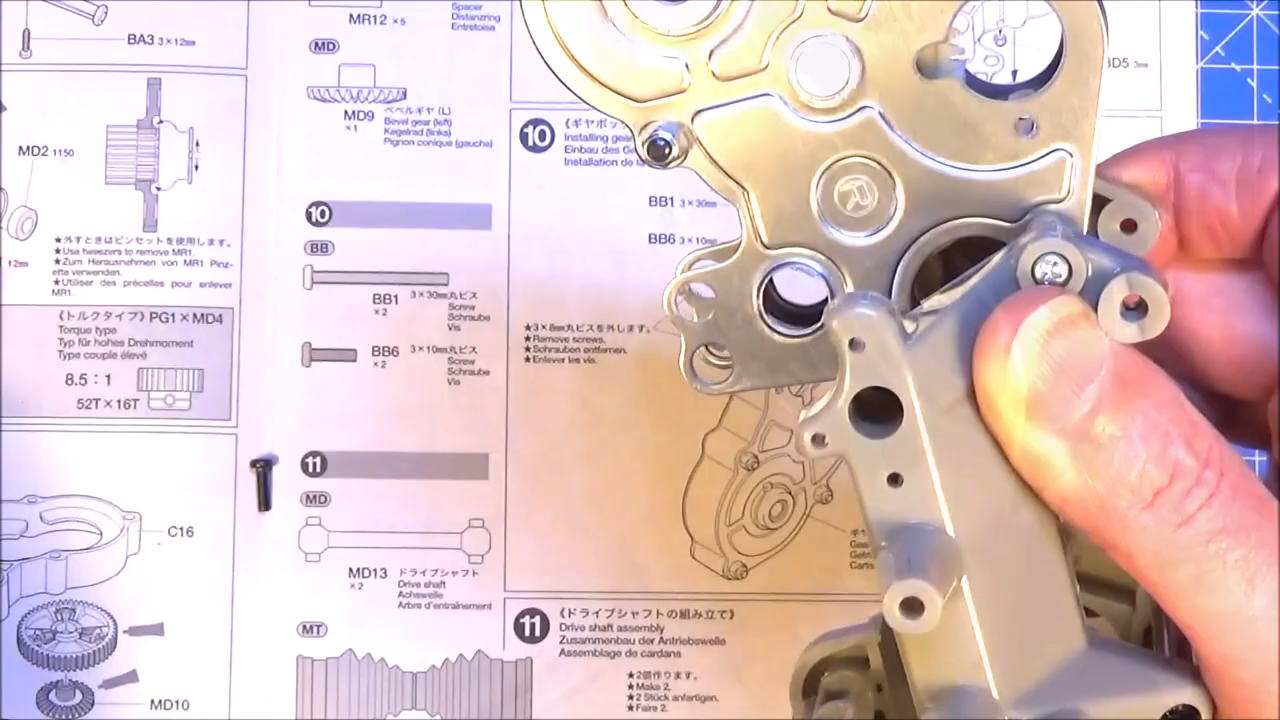 BA3 3×12mm
MD2 1150
12mm
★外すときはピンセットを使用します。
★Use tweezers to remove MR1.
★Zum Herausnehmen von MR1 Pinz-
ette verwenden.
★Utiliser des précelles pour enlever
MR1.
《トルクタイプ》PG1×MD4
Torque type
Typ für hohes Drehmoment
Type couple élevé
8.5：1
52T×16T
C16
MD10
MR12 ×5
Spacer
Distanzring
Entretoise
MD
MD9
×1
ベベルギヤ (L)
Bevel gear (left)
Kegelrad (links)
Pignon conique (gauche)
10
BB
BB1
×2
3×30mm丸ビス
Screw
Schraube
Vis
BB6
×2
3×10mm丸ビス
Screw
Schraube
Vis
11
MD
MD13
×2
ドライブシャフト
Drive shaft
Achswelle
Arbre d'entraînement
MT
10
《ギヤボッ
Installing gea
Einbau des G
Installation de la
BB1 3×30mm
BB6 3×10mm
★3×8mm丸ビスを外します。
★Remove screws.
★Schrauben entfernen.
★Enlever les vis.
R
BD5 3mm
11
《ドライブシャフトの組み立て》
Drive shaft assembly
Zusammenbau der Antriebswelle
Assemblage de cardans
★2個作ります。
★Make 2.
★2 Stück anfertigen.
★Faire 2.